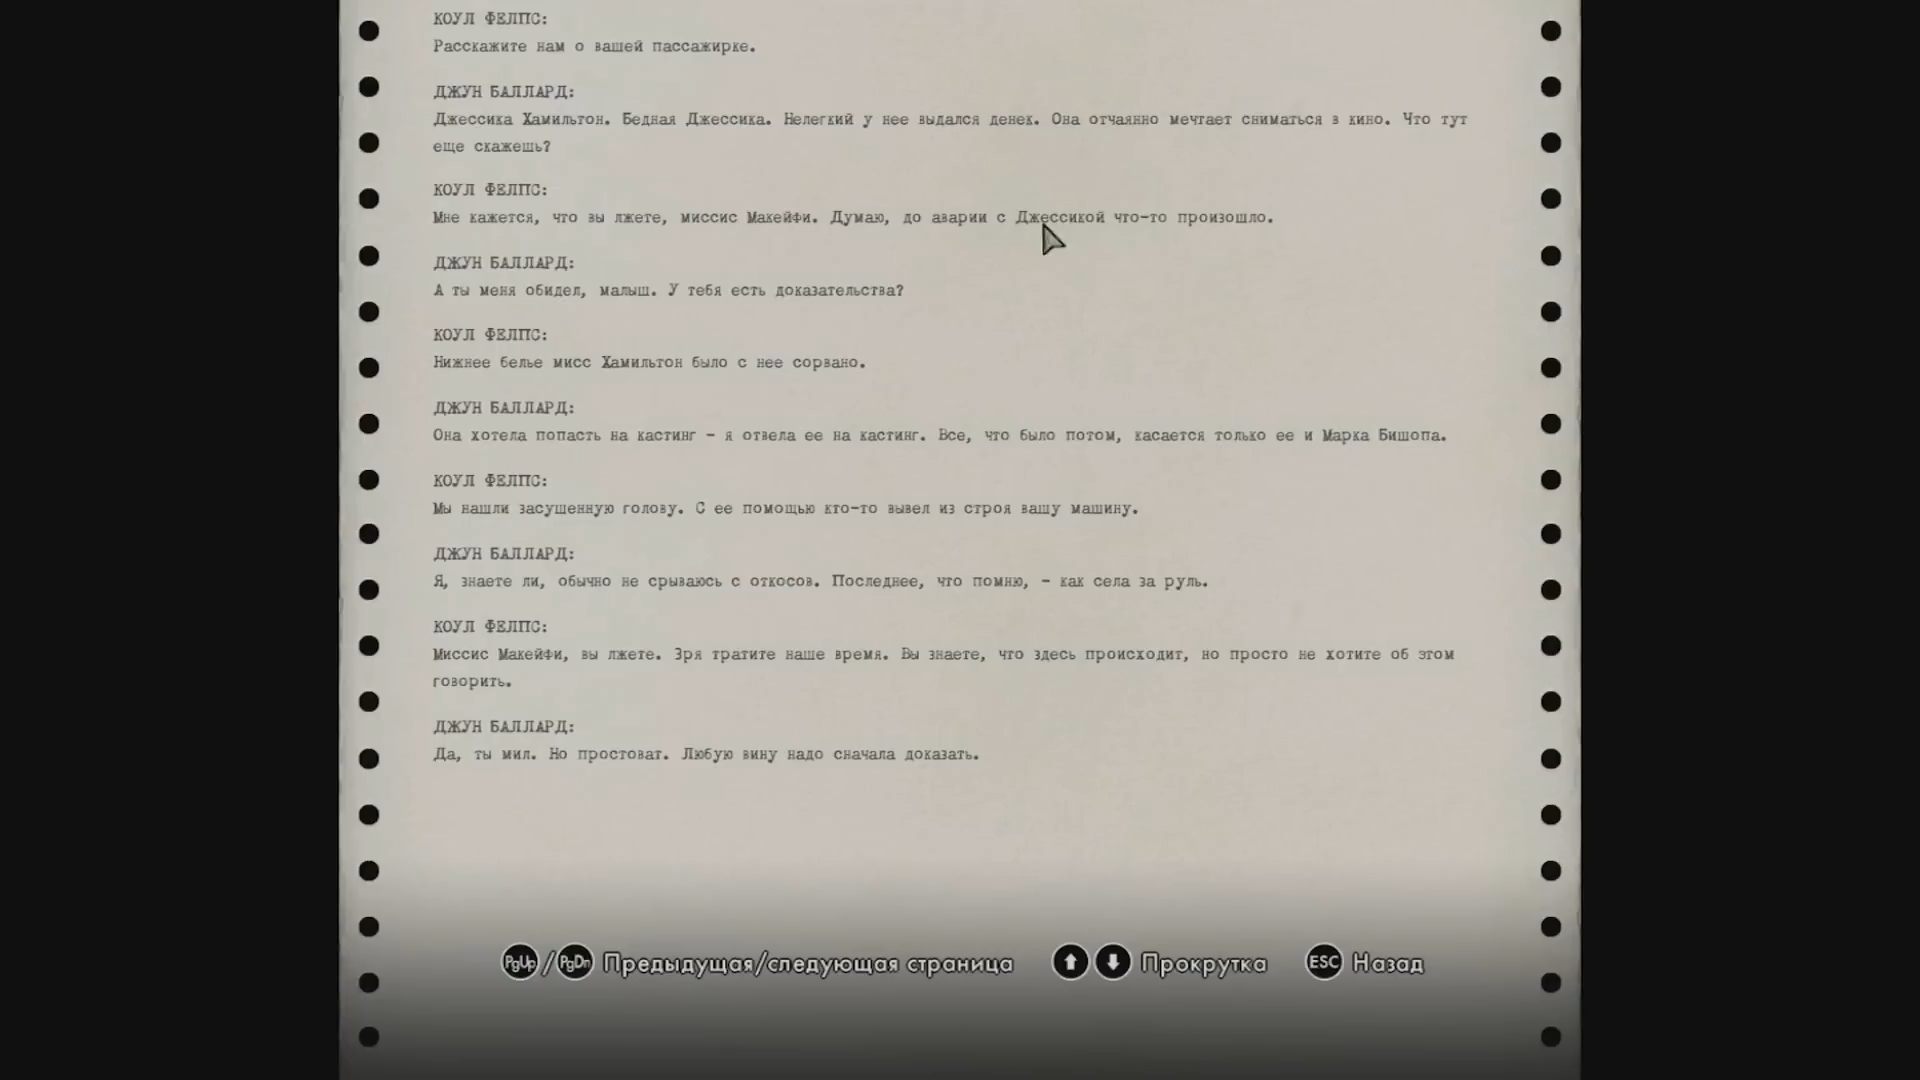 КОУЛ ФЕЛПС:
Расскажите нам о вашей пассажирке.
ДЖУН БАЛЛАРД:
Джессика Хамильтон. Бедная Джессика. Нелегкий у нее выдался денек. Она отчаянно мечтает сниматься в кино. Что тут
еще скажешь?
КОУЛ ФЕЛПС:
Мне кажется, что вы лжете, миссис Макейфи. Думаю, до аварии с Джессикой что-то произошло.
ДЖУН БАЛЛАРД:
А ты меня обидел, малыш. У тебя есть доказательства?
КОУЛ ФЕЛПС:
Нижнее белье мисс Хамильтон было с нее сорвано.
ДЖУН БАЛЛАРД:
Она хотела попасть на кастинг - я отвела ее на кастинг. Все, что было потом, касается только ее и Марка Бишопа.
КОУЛ ФЕЛПС:
Мы нашли засушенную голову. С ее помощью кто-то вывел из строя вашу машину.
ДЖУН БАЛЛАРД:
Я, знаете ли, обычно не срываюсь с откосов. Последнее, что помню, - как села за руль.
КОУЛ ФЕЛПС:
Миссис Макейфи, вы лжете. Зря тратите наше время. Вы знаете, что здесь происходит, но просто не хотите об этом
говорить.
ДЖУН БАЛЛАРД:
Да, ты мил. Но простоват. Любую вину надо сначала доказать.
PgUp/PgDn Предыдущая/следующая страница Прокрутка ESC Назад